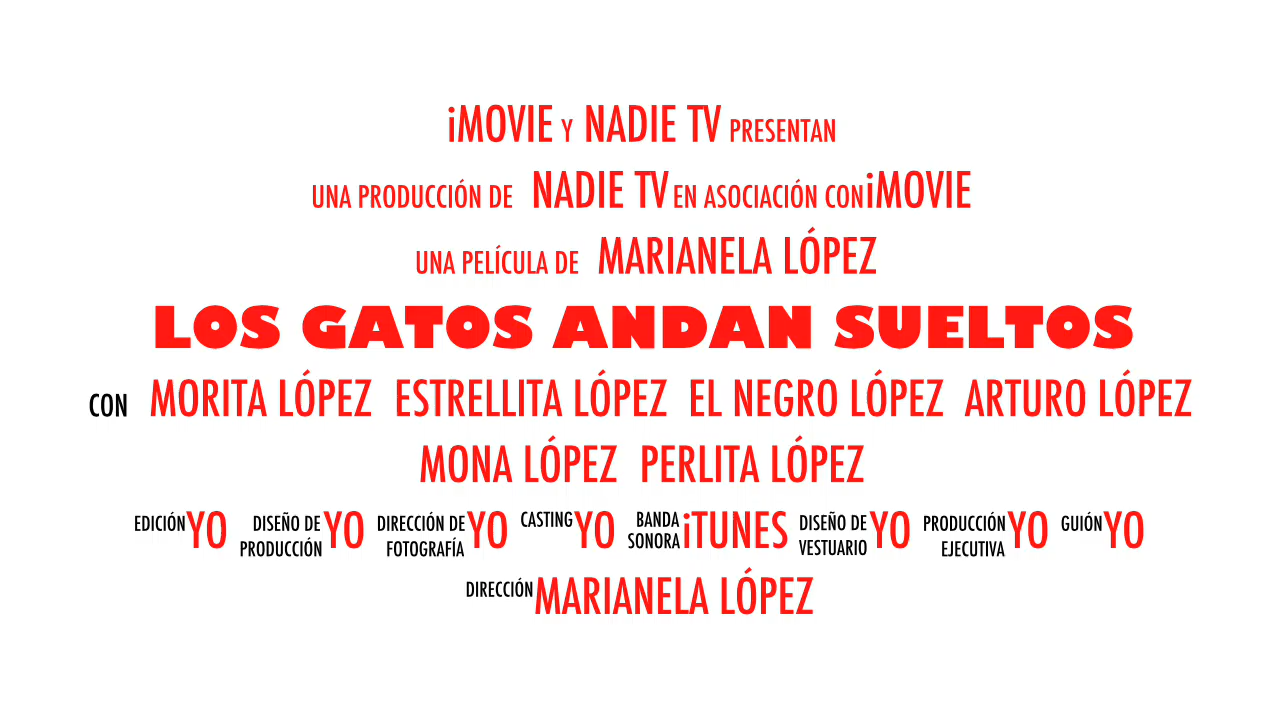 iMOVIE Y NADIE TV PRESENTAN
UNA PRODUCCIÓN DE NADIE TV EN ASOCIACIÓN CON iMOVIE
UNA PELÍCULA DE MARIANELA LÓPEZ
LOS GATOS ANDAN SUELTOS
CON MORITA LÓPEZ ESTRELLITA LÓPEZ EL NEGRO LÓPEZ ARTURO LÓPEZ
MONA LÓPEZ PERLITA LÓPEZ
EDICIÓN YO DISEÑO DE PRODUCCIÓN YO DIRECCIÓN DE FOTOGRAFÍA YO CASTING YO BANDA SONORA iTUNES DISEÑO DE VESTUARIO YO PRODUCCIÓN EJECUTIVA YO GUIÓN YO
DIRECCIÓN MARIANELA LÓPEZ